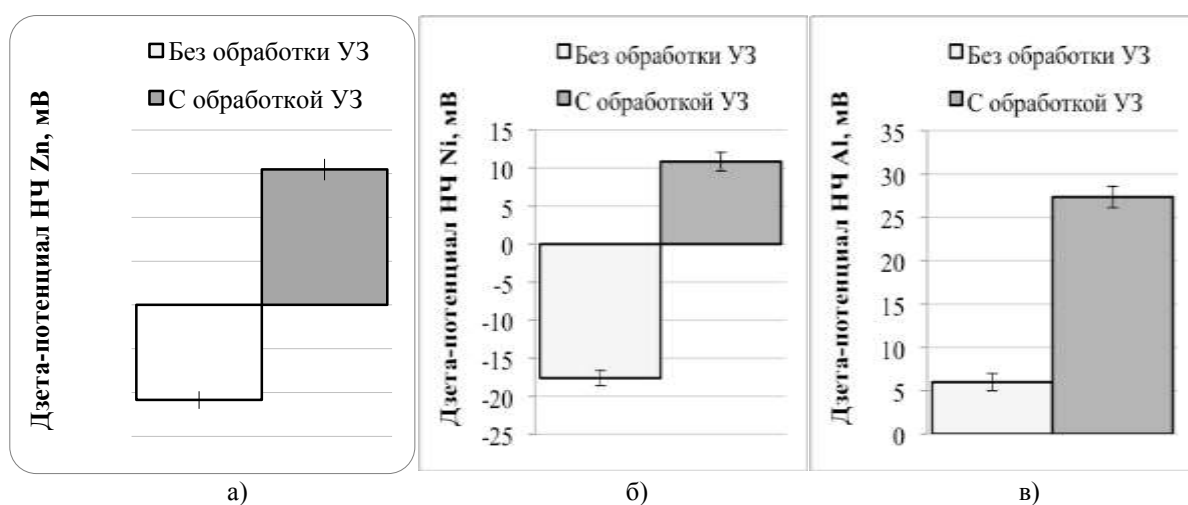 Без обработки УЗ
С обработкой УЗ
Дзета-потенциал НЧ Zn, мВ
а)
Без обработки УЗ
С обработкой УЗ
Дзета-потенциал НЧ Ni, мВ
15
10
5
0
-5
-10
-15
-20
-25
б)
Без обработки УЗ
С обработкой УЗ
Дзета-потенциал НЧ Al, мВ
35
30
25
20
15
10
5
0
в)